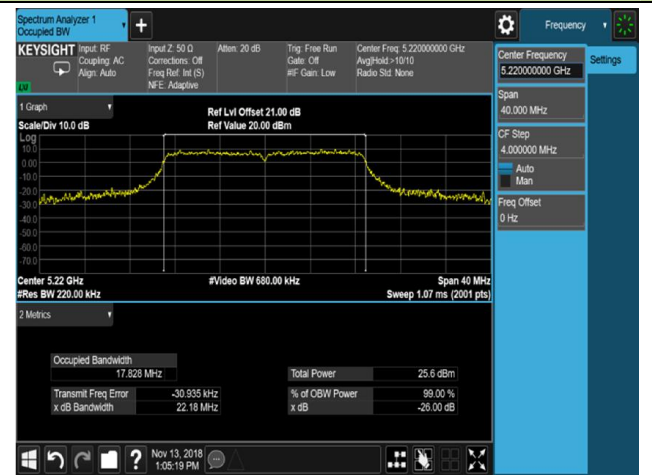 Spectrum Analyzer 1
Occupied BW
Frequency
KEYSIGHT
Input: RF
Coupling: AC
Align: Auto
Input Z: 50 Ω
Corrections: Off
Freq Ref: Int (S)
NFE: Adaptive
Atten: 20 dB
Trig: Free Run
Gate: Off
#IF Gain: Low
Center Freq: 5.220000000 GHz
Avg|Hold:>10/10
Radio Std: None
Center Frequency
5.220000000 GHz
Settings
Span
40.000 MHz
CF Step
4.000000 MHz
Auto
Man
Freq Offset
0 Hz
1 Graph
Scale/Div 10.0 dB
Ref Lvl Offset 21.00 dB
Ref Value 20.00 dBm
Log
10.0
0.00
-10.0
-20.0
-30.0
-40.0
-50.0
-60.0
-70.0
Center 5.22 GHz
#Res BW 220.00 kHz
#Video BW 680.00 kHz
Span 40 MHz
Sweep 1.07 ms (2001 pts)
2 Metrics
Occupied Bandwidth
17.828 MHz
Total Power 25.6 dBm
Transmit Freq Error -30.935 kHz
% of OBW Power 99.00 %
x dB Bandwidth 22.18 MHz
x dB -26.00 dB
Nov 13, 2018
1:05:19 PM